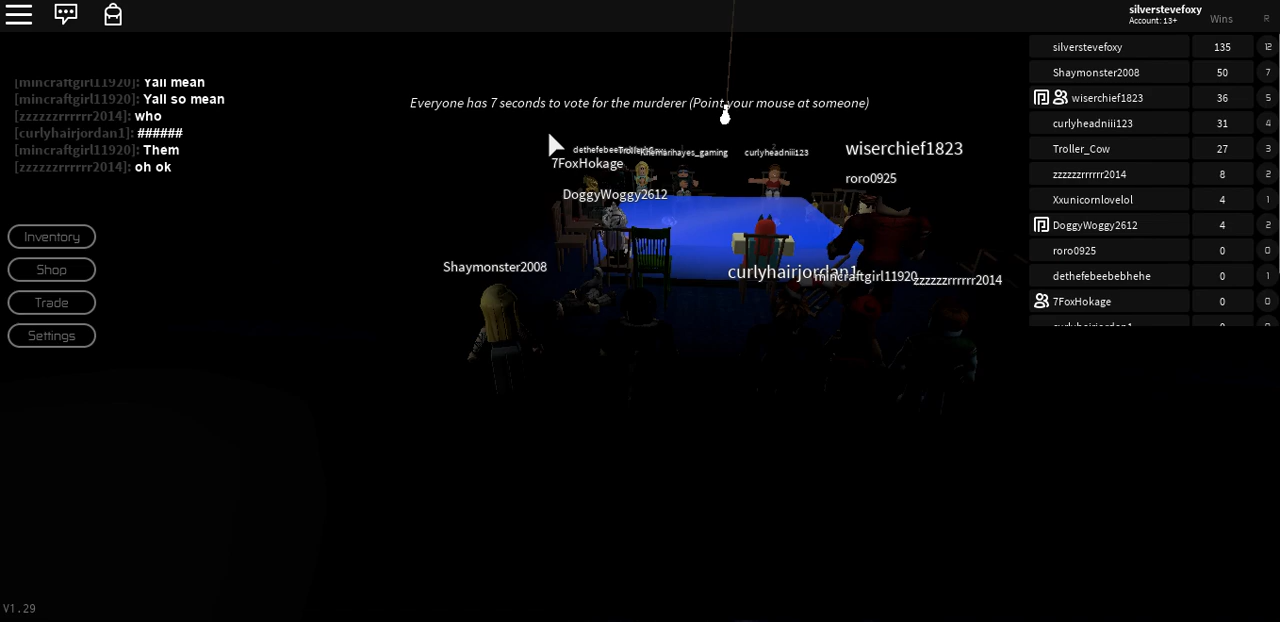 silverstevefoxy
Account: 13+
Wins
R
[mincraftgirl11920]: Yall mean
[mincraftgirl11920]: Yall so mean
[zzzzzzrrrrrr2014]: who
[curlyhairjordan1]: ######
[mincraftgirl11920]: Them
[zzzzzzrrrrrr2014]: oh ok
Everyone has 7 seconds to vote for the murderer (Point your mouse at someone)
curlyheadniii123
wiserchief1823
7FoxHokage
roro0925
DoggyWoggy2612
Shaymonster2008
curlyhairjordan1
mincraftgirl11920
zzzzzzrrrrrr2014
Inventory
Shop
Trade
Settings
silverstevefoxy 135 12
Shaymonster2008 50 7
wiserchief1823 36 5
curlyheadniii123 31 4
Troller_Cow 27 3
zzzzzzrrrrrr2014 8 2
Xxunicornlovelol 4 1
DoggyWoggy2612 4 2
roro0925 0 0
dethefebeebebhehe 0 1
7FoxHokage 0 0
curlyhairjordan1 0 0
V1.29